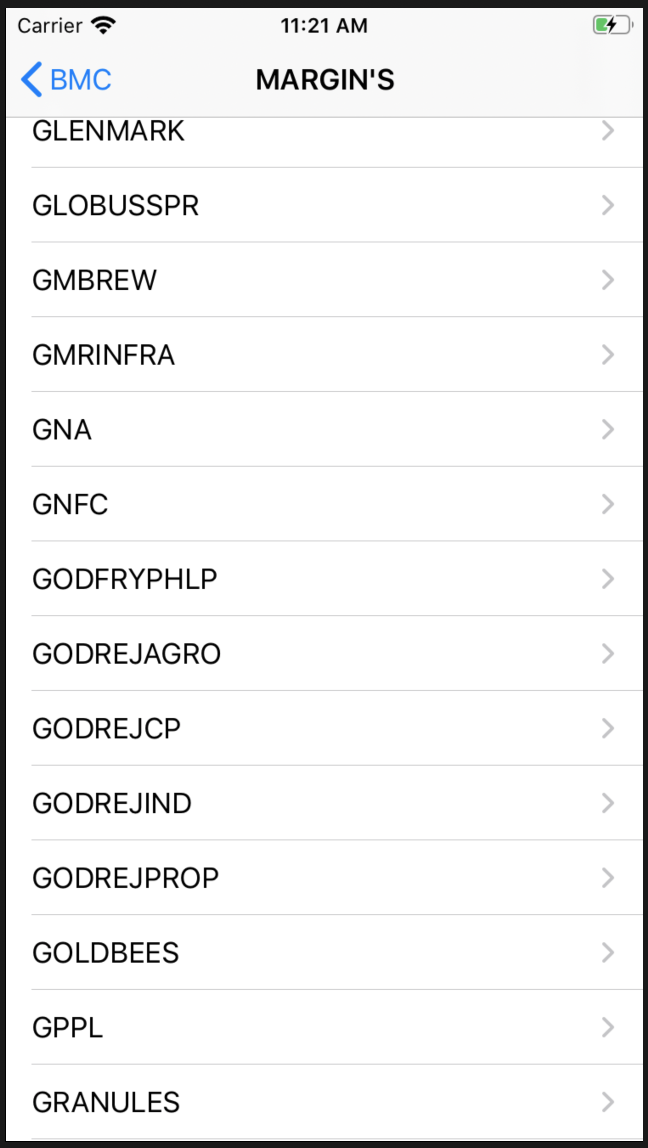 Carrier 11:21 AM
BMC MARGIN'S
GLENMARK
GLOBUSSPR
GMBREW
GMRINFRA
GNA
GNFC
GODFRYPHLP
GODREJAGRO
GODREJCP
GODREJIND
GODREJPROP
GOLDBEES
GPPL
GRANULES